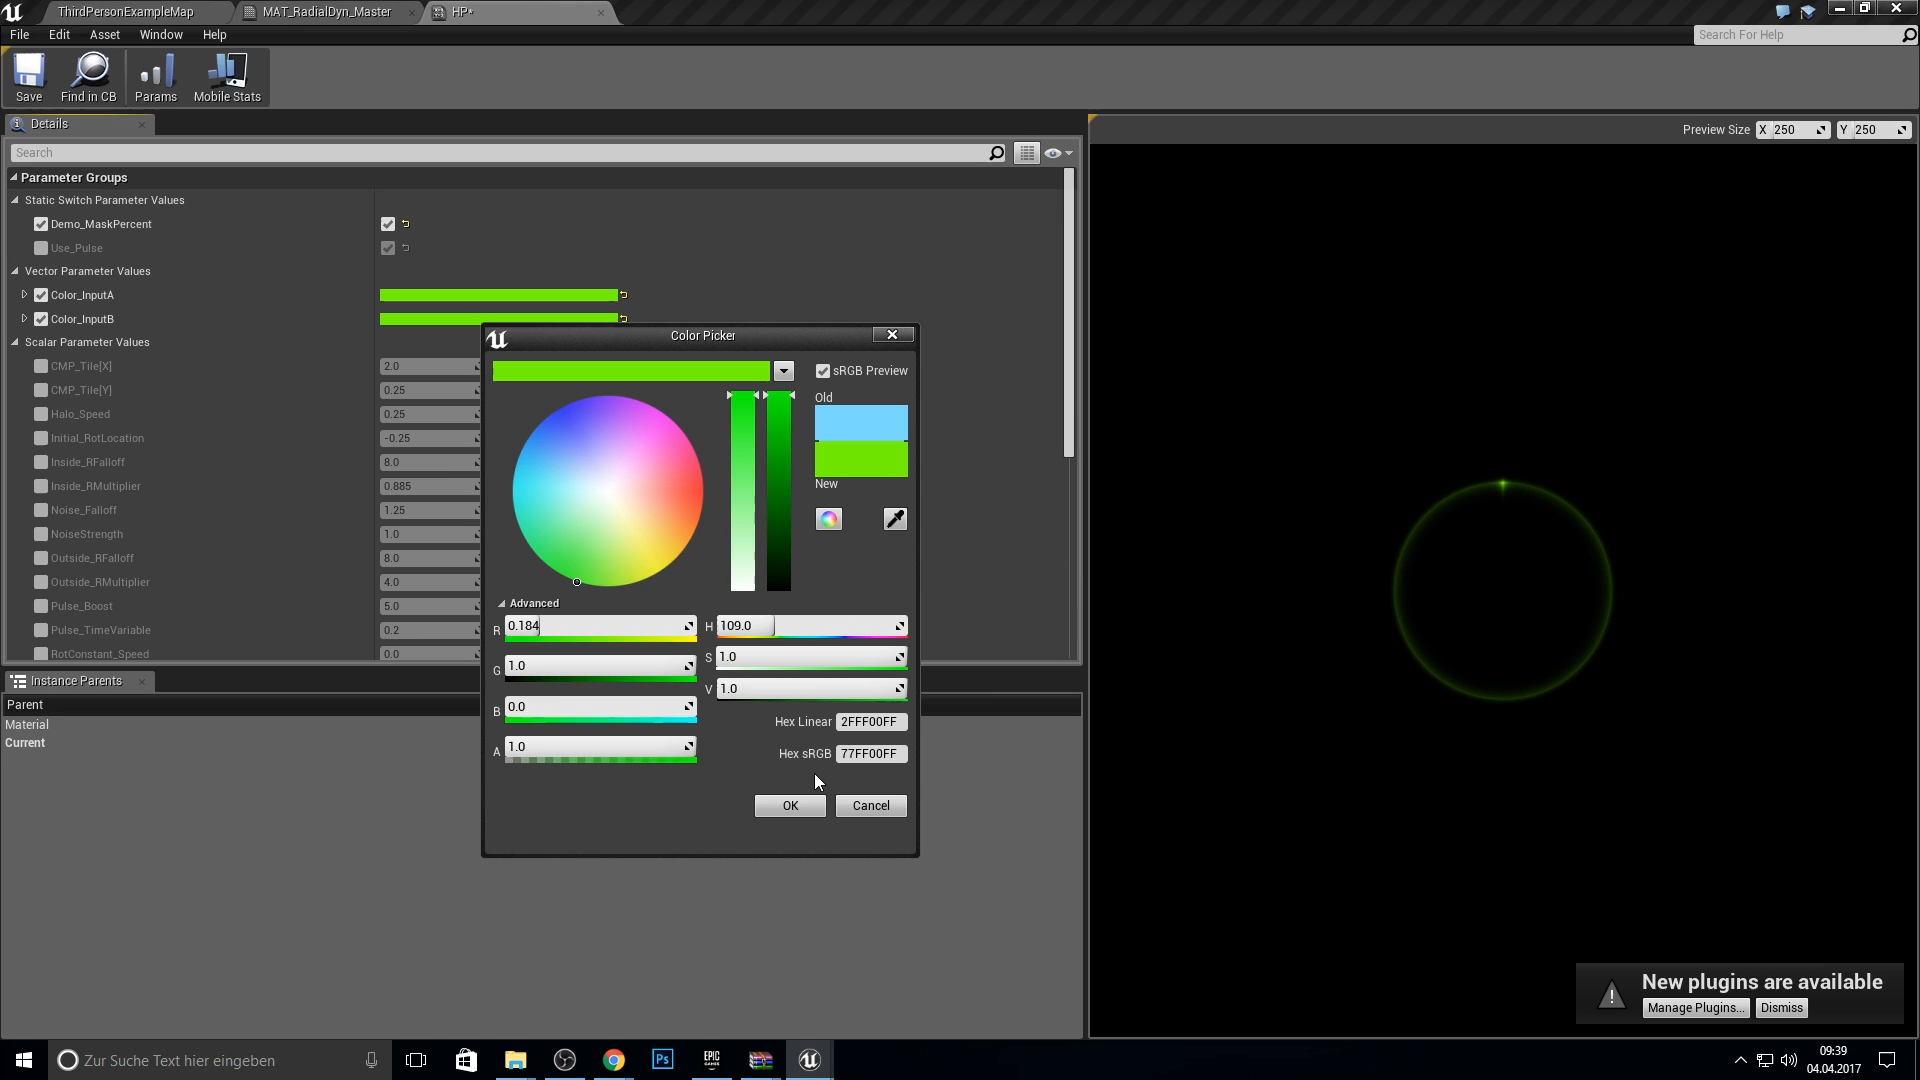 ThirdPersonExampleMap
MAT_RadialDyn_Master
HP*
File Edit Asset Window Help
Search For Help
Save Find in CB Params Mobile Stats
Details
Preview Size X 250 Y 250
Search
Parameter Groups
Static Switch Parameter Values
Demo_MaskPercent
Use_Pulse
Vector Parameter Values
Color_InputA
Color_InputB
Scalar Parameter Values
CMP_Tile[X] 2.0
CMP_Tile[Y] 0.25
Halo_Speed 0.25
Initial_RotLocation -0.25
Inside_RFalloff 8.0
Inside_RMultiplier 0.885
Noise_Falloff 1.25
NoiseStrength 1.0
Outside_RFalloff 8.0
Outside_RMultiplier 4.0
Pulse_Boost 5.0
Pulse_TimeVariable 0.2
RotConstant_Speed 0.0
Color Picker
sRGB Preview
Old
New
Advanced
R 0.184 H 109.0
G 1.0 S 1.0
B 0.0 V 1.0
A 1.0
Hex Linear 2FFF00FF
Hex sRGB 77FF00FF
OK Cancel
Instance Parents
Parent
Material
Current
New plugins are available
Manage Plugins... Dismiss
Zur Suche Text hier eingeben
Ps
EPIC
GAMES
09:39
04.04.2017